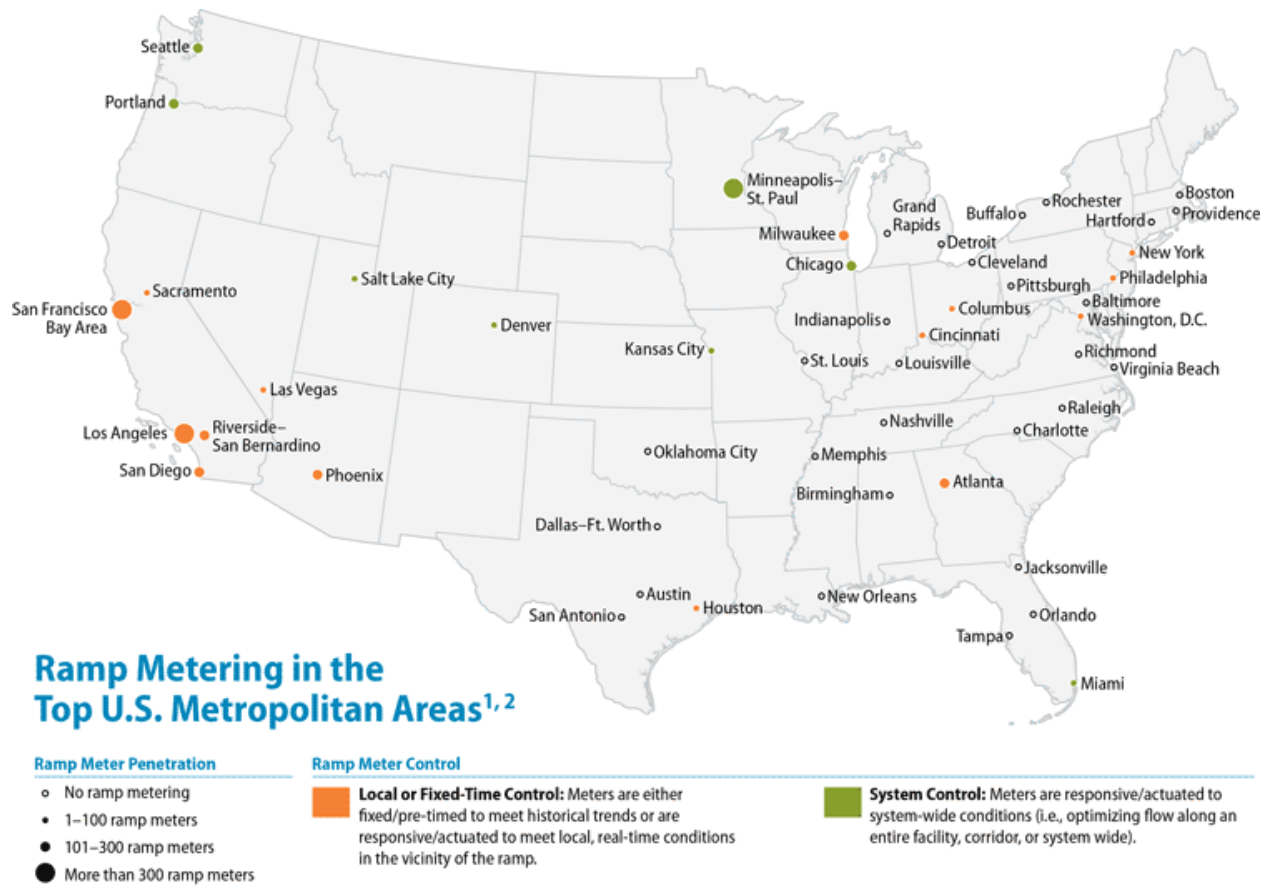 Seattle
Portland
Minneapolis–
St. Paul
Milwaukee
Chicago
Grand
Rapids
Detroit
Buffalo
Rochester
Boston
Hartford
Providence
New York
Cleveland
Pittsburgh
Philadelphia
Baltimore
Washington, D.C.
Columbus
Indianapolis
Cincinnati
Sacramento
San Francisco
Bay Area
Salt Lake City
Denver
Kansas City
St. Louis
Louisville
Richmond
Virginia Beach
Las Vegas
Los Angeles
Riverside–
San Bernardino
San Diego
Phoenix
Oklahoma City
Nashville
Memphis
Raleigh
Charlotte
Birmingham
Atlanta
Dallas–Ft. Worth
Austin
San Antonio
Houston
New Orleans
Jacksonville
Orlando
Tampa
Miami
Ramp Metering in the
Top U.S. Metropolitan Areas1, 2
Ramp Meter Penetration
No ramp metering
1–100 ramp meters
101–300 ramp meters
More than 300 ramp meters
Ramp Meter Control
Local or Fixed-Time Control: Meters are either
fixed/pre-timed to meet historical trends or are
responsive/actuated to meet local, real-time conditions
in the vicinity of the ramp.
System Control: Meters are responsive/actuated to
system-wide conditions (i.e., optimizing flow along an
entire facility, corridor, or system wide).